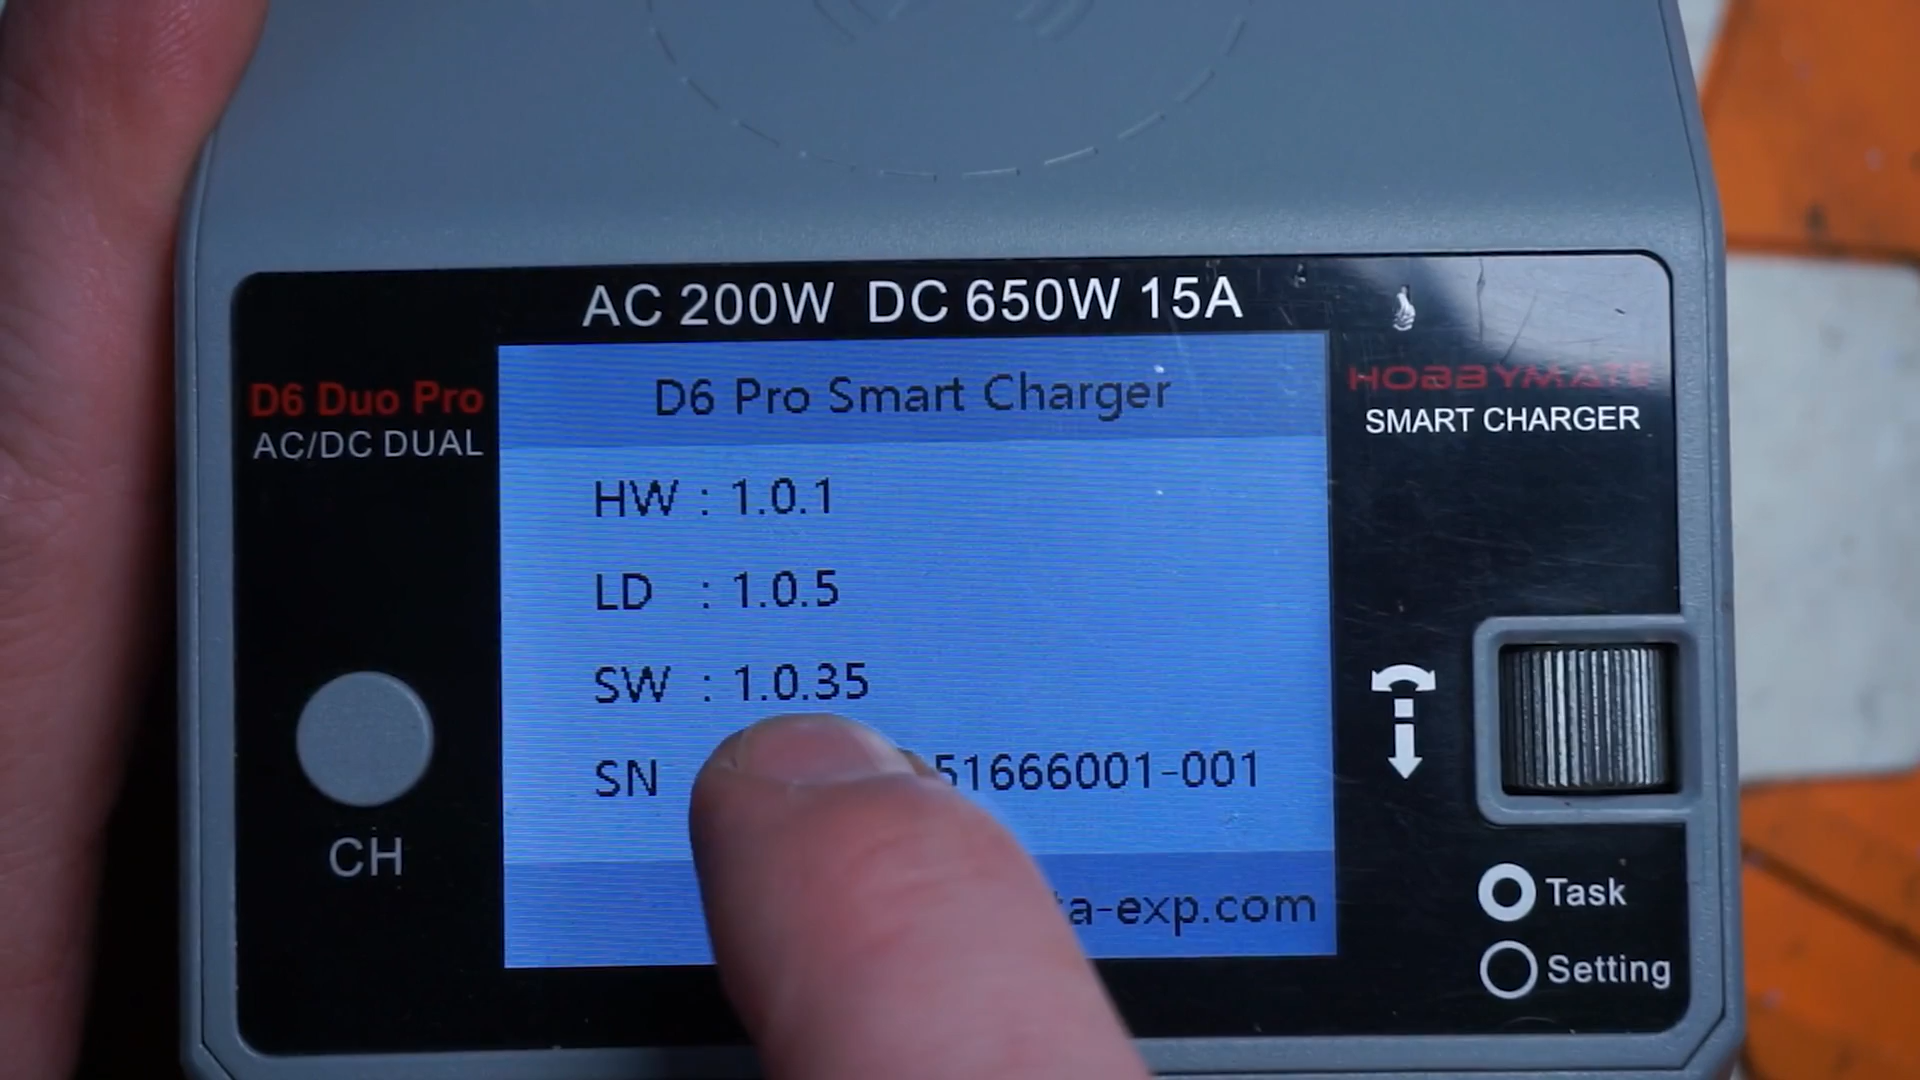 AC 200W DC 650W 15A
D6 Duo Pro
AC/DC DUAL
D6 Pro Smart Charger
HOBBYMATE
SMART CHARGER
HW : 1.0.1
LD : 1.0.5
SW : 1.0.35
SN 51666001-001
a-exp.com
CH
Task
Setting